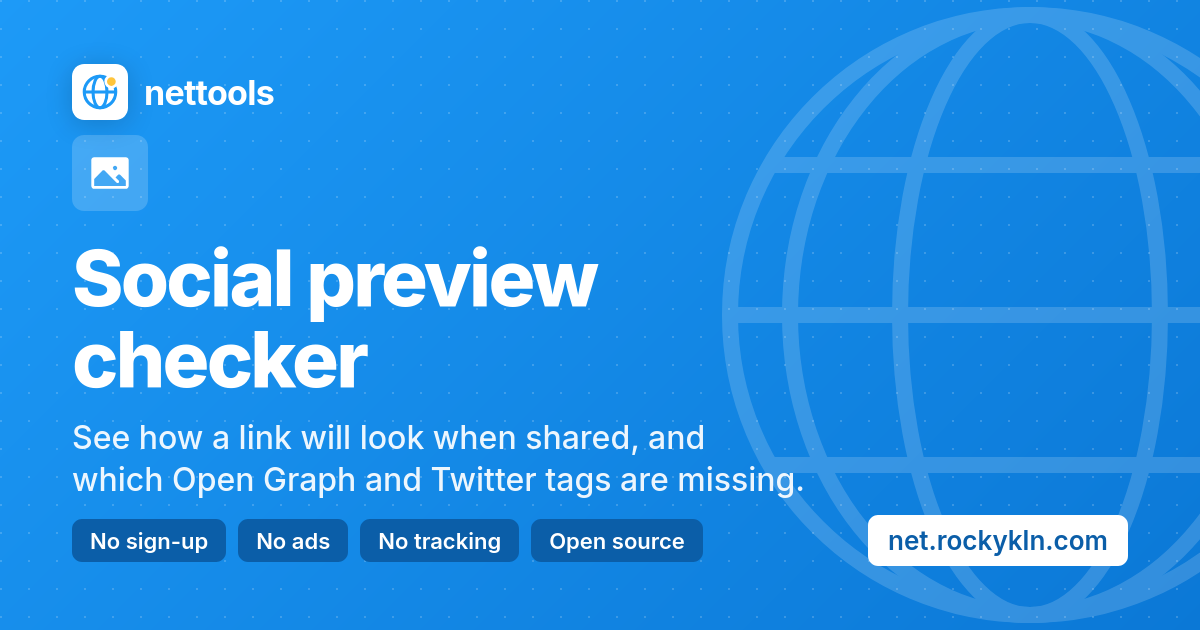 nettools
Social preview
checker
See how a link will look when shared, and
which Open Graph and Twitter tags are missing.
No sign-up
No ads
No tracking
Open source
net.rockykln.com